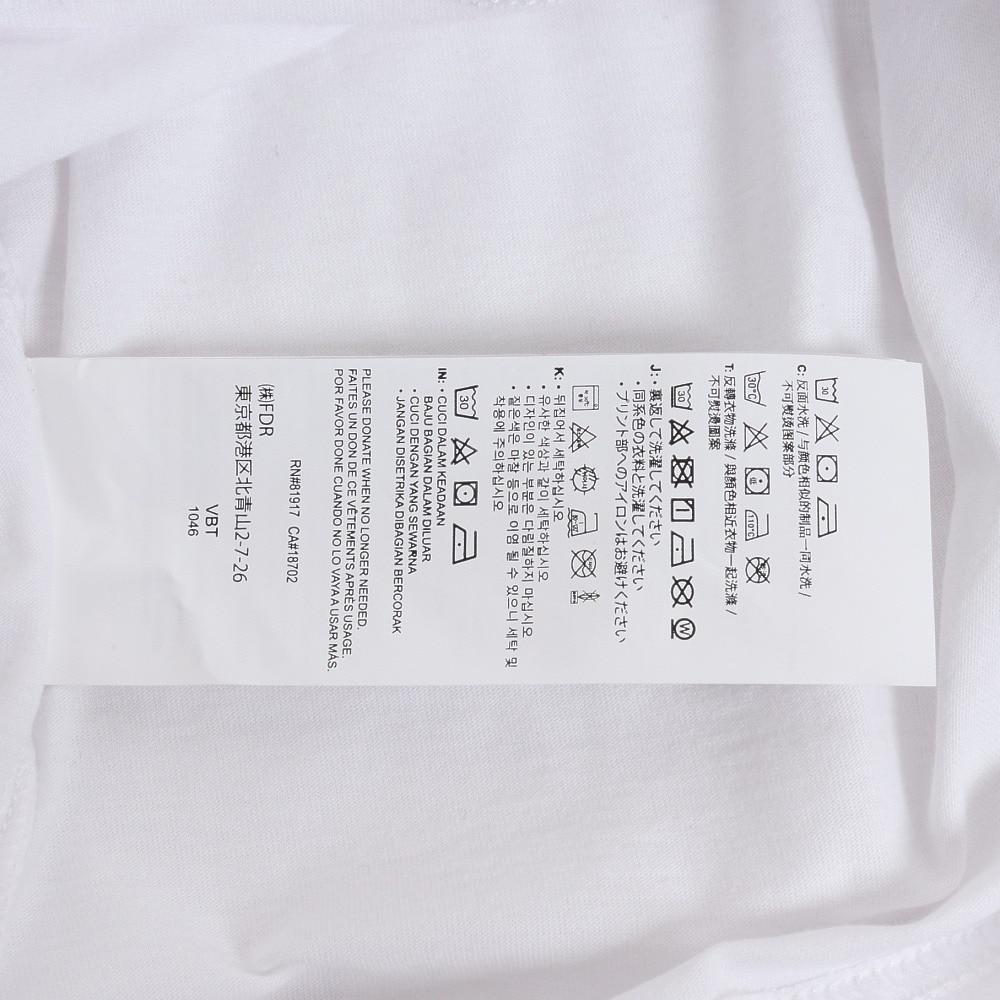 30
C: 反面水洗 / 与颜色相似的制品一同水洗 /
不可熨烫图案部分
30°C
110°C
T: 反轉衣物洗滌 / 與顏色相近衣物一起洗滌 /
不可熨燙圖案
30
W
J: ・裏返して洗濯してください
・同系色の衣料と洗濯してください
・プリント部へのアイロンはお避けください
K: • 뒤집어서 세탁하십시오
• 유사한 색상과 같이 세탁하십시오
• 디자인이 있는 부분은 다림질하지 마십시오
• 짙은색은 마찰 등으로 이염 될 수 있으니 세탁 및
착용에 주의하십시오
30
IN: • CUCI DALAM KEADAAN
BAJU BAGIAN DALAM DILUAR
• CUCI DENGAN YANG SEWARNA
• JANGAN DISETRIKA DIBAGIAN BERCORAK
PLEASE DONATE WHEN NO LONGER NEEDED.
FAITES UN DON DE CE VÊTEMENTS APRÈS USAGE.
POR FAVOR DONE CUANDO NO LO VAYA A USAR MÁS.
RN#81917 CA#18702
(株)FDR
東京都港区北青山2-7-26
VBT
1046